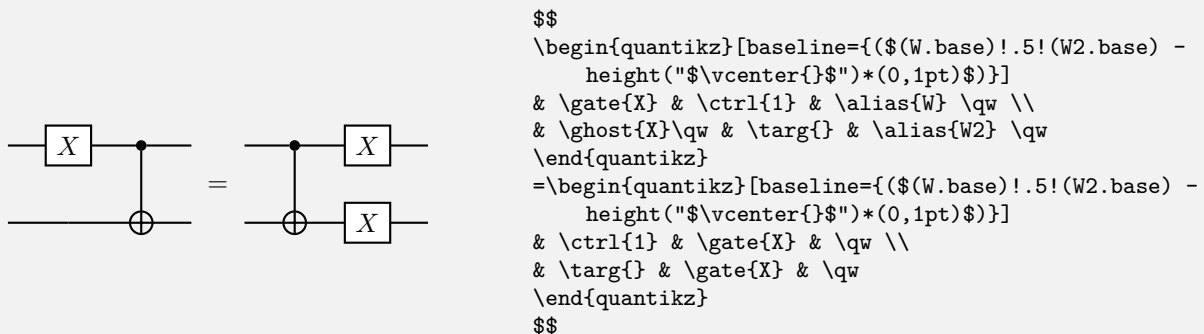 X
X
=
X
$$
\begin{quantikz}[baseline={($(W.base)!.5!(W2.base) -
height("$\vcenter{}$")*(0,1pt)$)}]
& \gate{X} & \ctrl{1} & \alias{W} \qw \\
& \ghost{X}\qw & \targ{} & \alias{W2} \qw
\end{quantikz}
=\begin{quantikz}[baseline={($(W.base)!.5!(W2.base) -
height("$\vcenter{}$")*(0,1pt)$)}]
& \ctrl{1} & \gate{X} & \qw \\
& \targ{} & \gate{X} & \qw
\end{quantikz}
$$